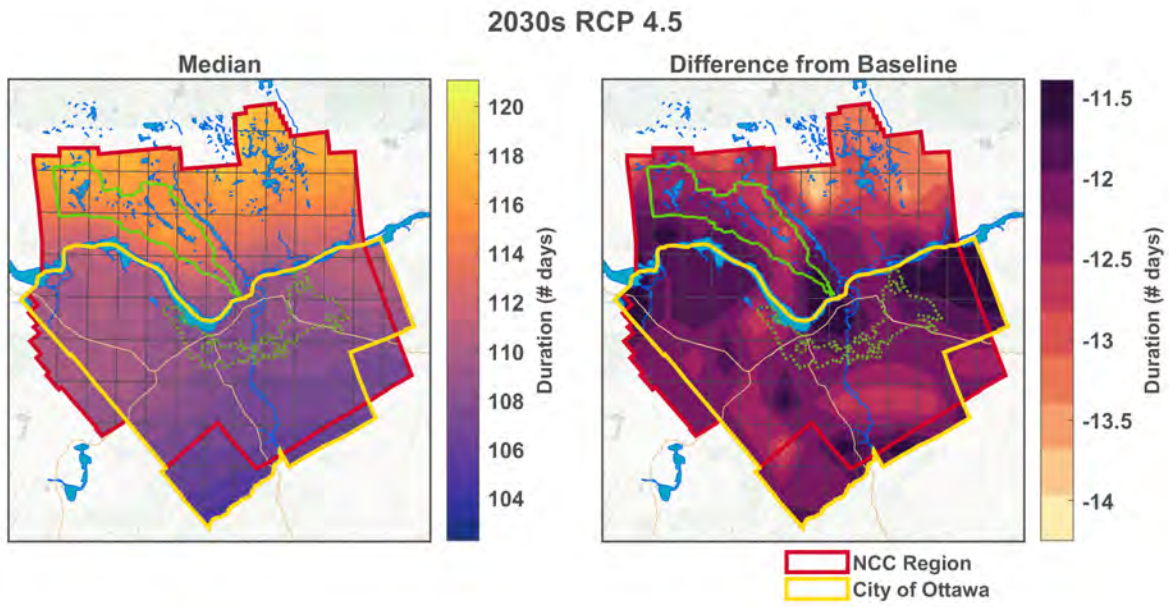 2030s RCP 4.5
Median
Difference from Baseline
120
118
116
114
112
110
108
106
104
Duration (# days)
-11.5
-12
-12.5
-13
-13.5
-14
Duration (# days)
NCC Region
City of Ottawa